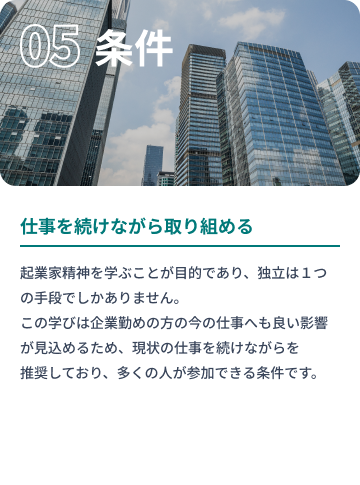 05 条件
仕事を続けながら取り組める
起業家精神を学ぶことが目的であり、独立は１つ
の手段でしかありません。
この学びは企業勤めの方の今の仕事へも良い影響
が見込めるため、現状の仕事を続けながらを
推奨しており、多くの人が参加できる条件です。